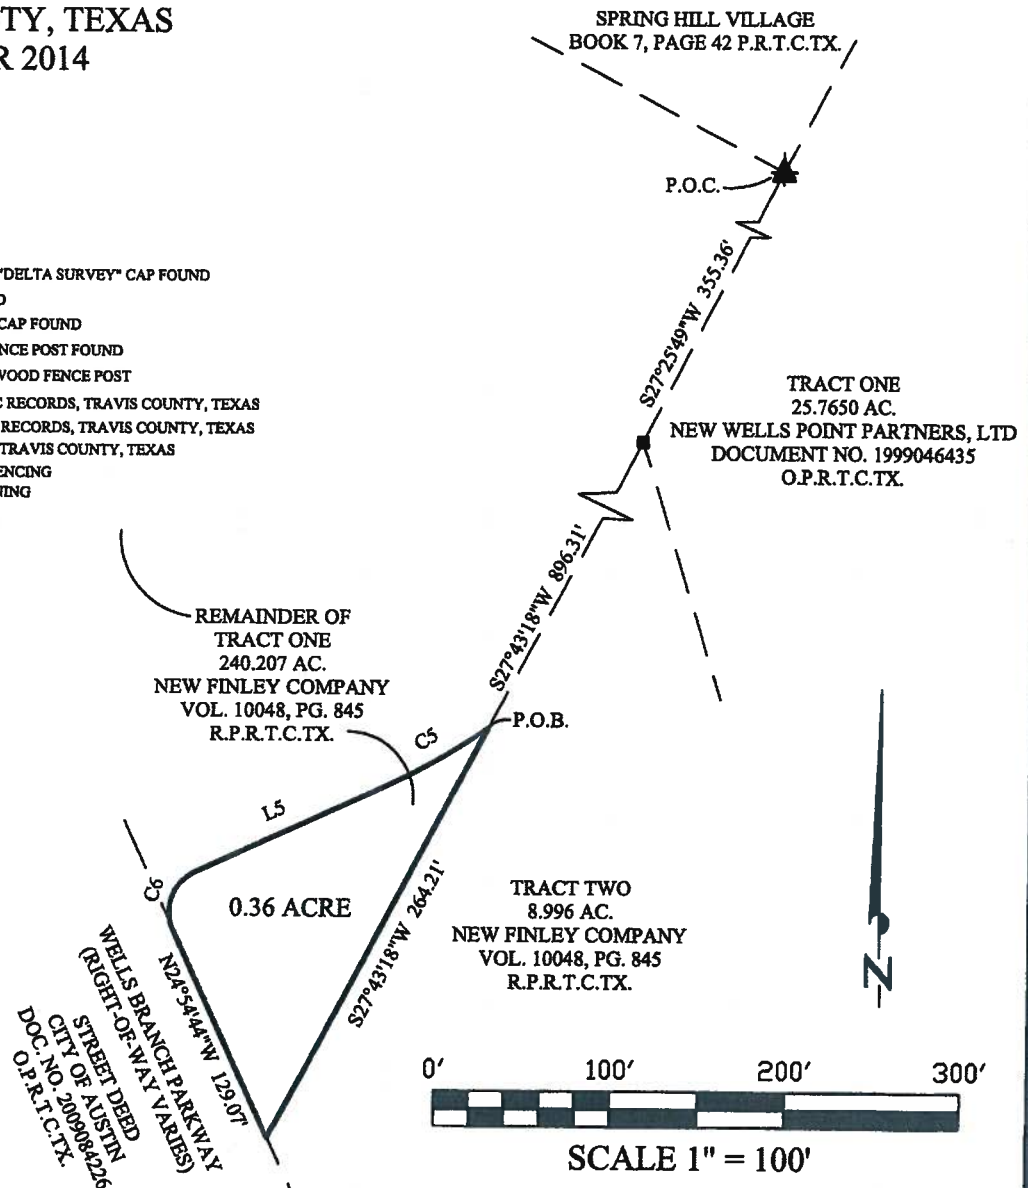 TY, TEXAS
R 2014
SPRING HILL VILLAGE
BOOK 7, PAGE 42 P.R.T.C.TX.
P.O.C.
"DELTA SURVEY" CAP FOUND
D
CAP FOUND
NCE POST FOUND
WOOD FENCE POST
C RECORDS, TRAVIS COUNTY, TEXAS
RECORDS, TRAVIS COUNTY, TEXAS
TRAVIS COUNTY, TEXAS
ENCING
NING
S27°25'49"W 355.36'
TRACT ONE
25.7650 AC.
NEW WELLS POINT PARTNERS, LTD
DOCUMENT NO. 1999046435
O.P.R.T.C.TX.
S27°43'18"W 896.31'
REMAINDER OF
TRACT ONE
240.207 AC.
NEW FINLEY COMPANY
VOL. 10048, PG. 845
R.P.R.T.C.TX.
P.O.B.
C5
L5
C6
0.36 ACRE
S27°43'18"W 264.21'
TRACT TWO
8.996 AC.
NEW FINLEY COMPANY
VOL. 10048, PG. 845
R.P.R.T.C.TX.
N24°54'44"W 129.07'
WELLS BRANCH PARKWAY
(RIGHT-OF-WAY VARIES)
STREET DEED
CITY OF AUSTIN
DOC. NO. 2009084226
O.P.R.T.C.TX.
N
0' 100' 200' 300'
SCALE 1" = 100'